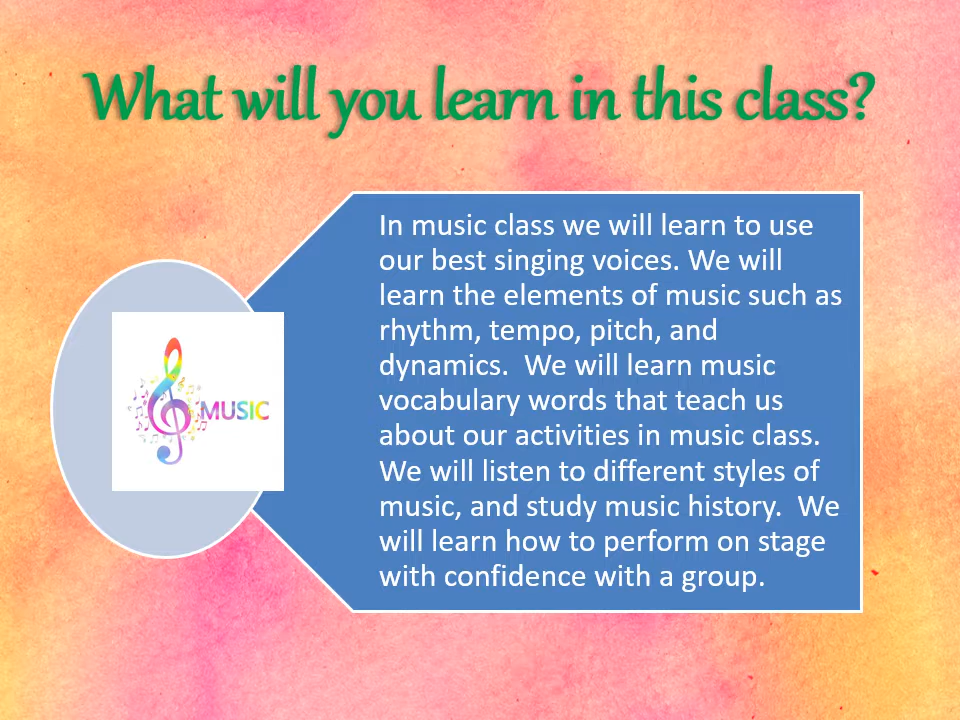 What will you learn in this class?
In music class we will learn to use
our best singing voices. We will
learn the elements of music such as
rhythm, tempo, pitch, and
dynamics.  We will learn music
vocabulary words that teach us
about our activities in music class.
We will listen to different styles of
music, and study music history.  We
will learn how to perform on stage
with confidence with a group.
MUSIC